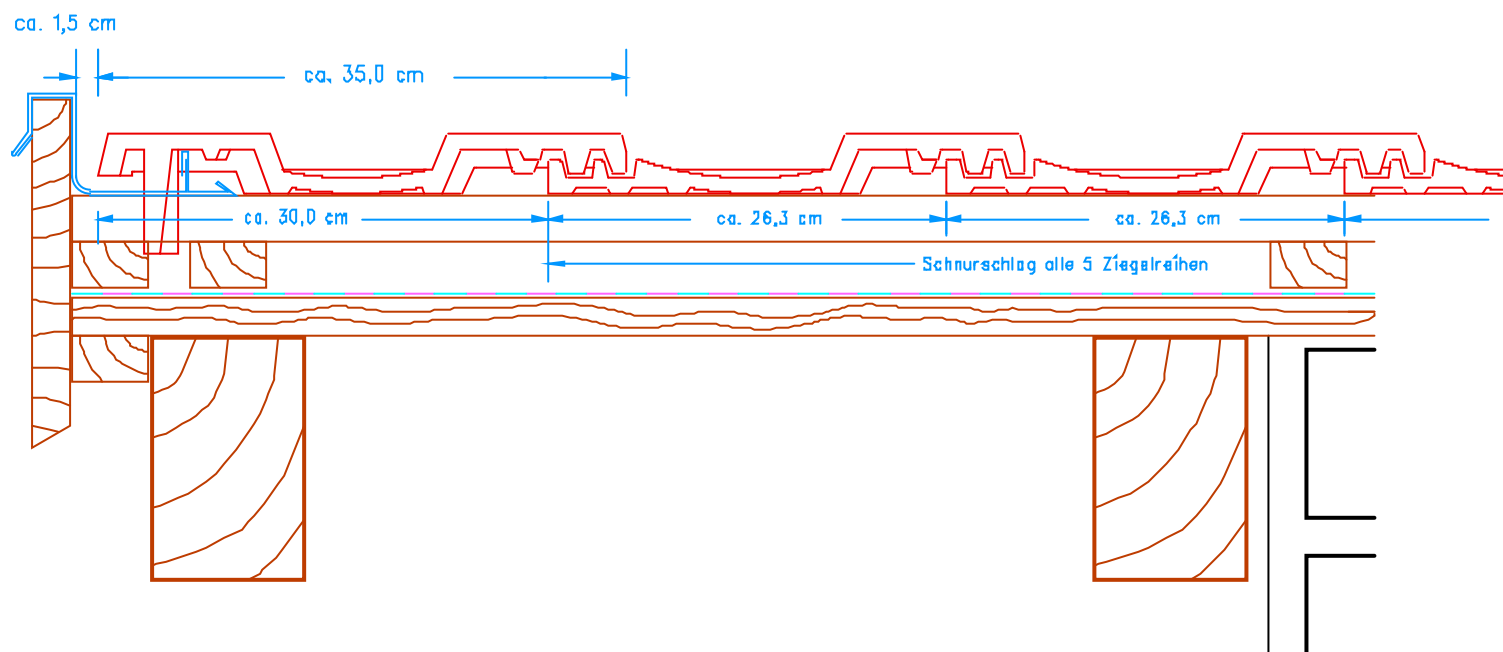 ca. 1,5 cm
ca. 35,0 cm
ca. 30,0 cm
ca. 26,3 cm
ca. 26,3 cm
Schnurschlag alle 5 Ziegelreihen